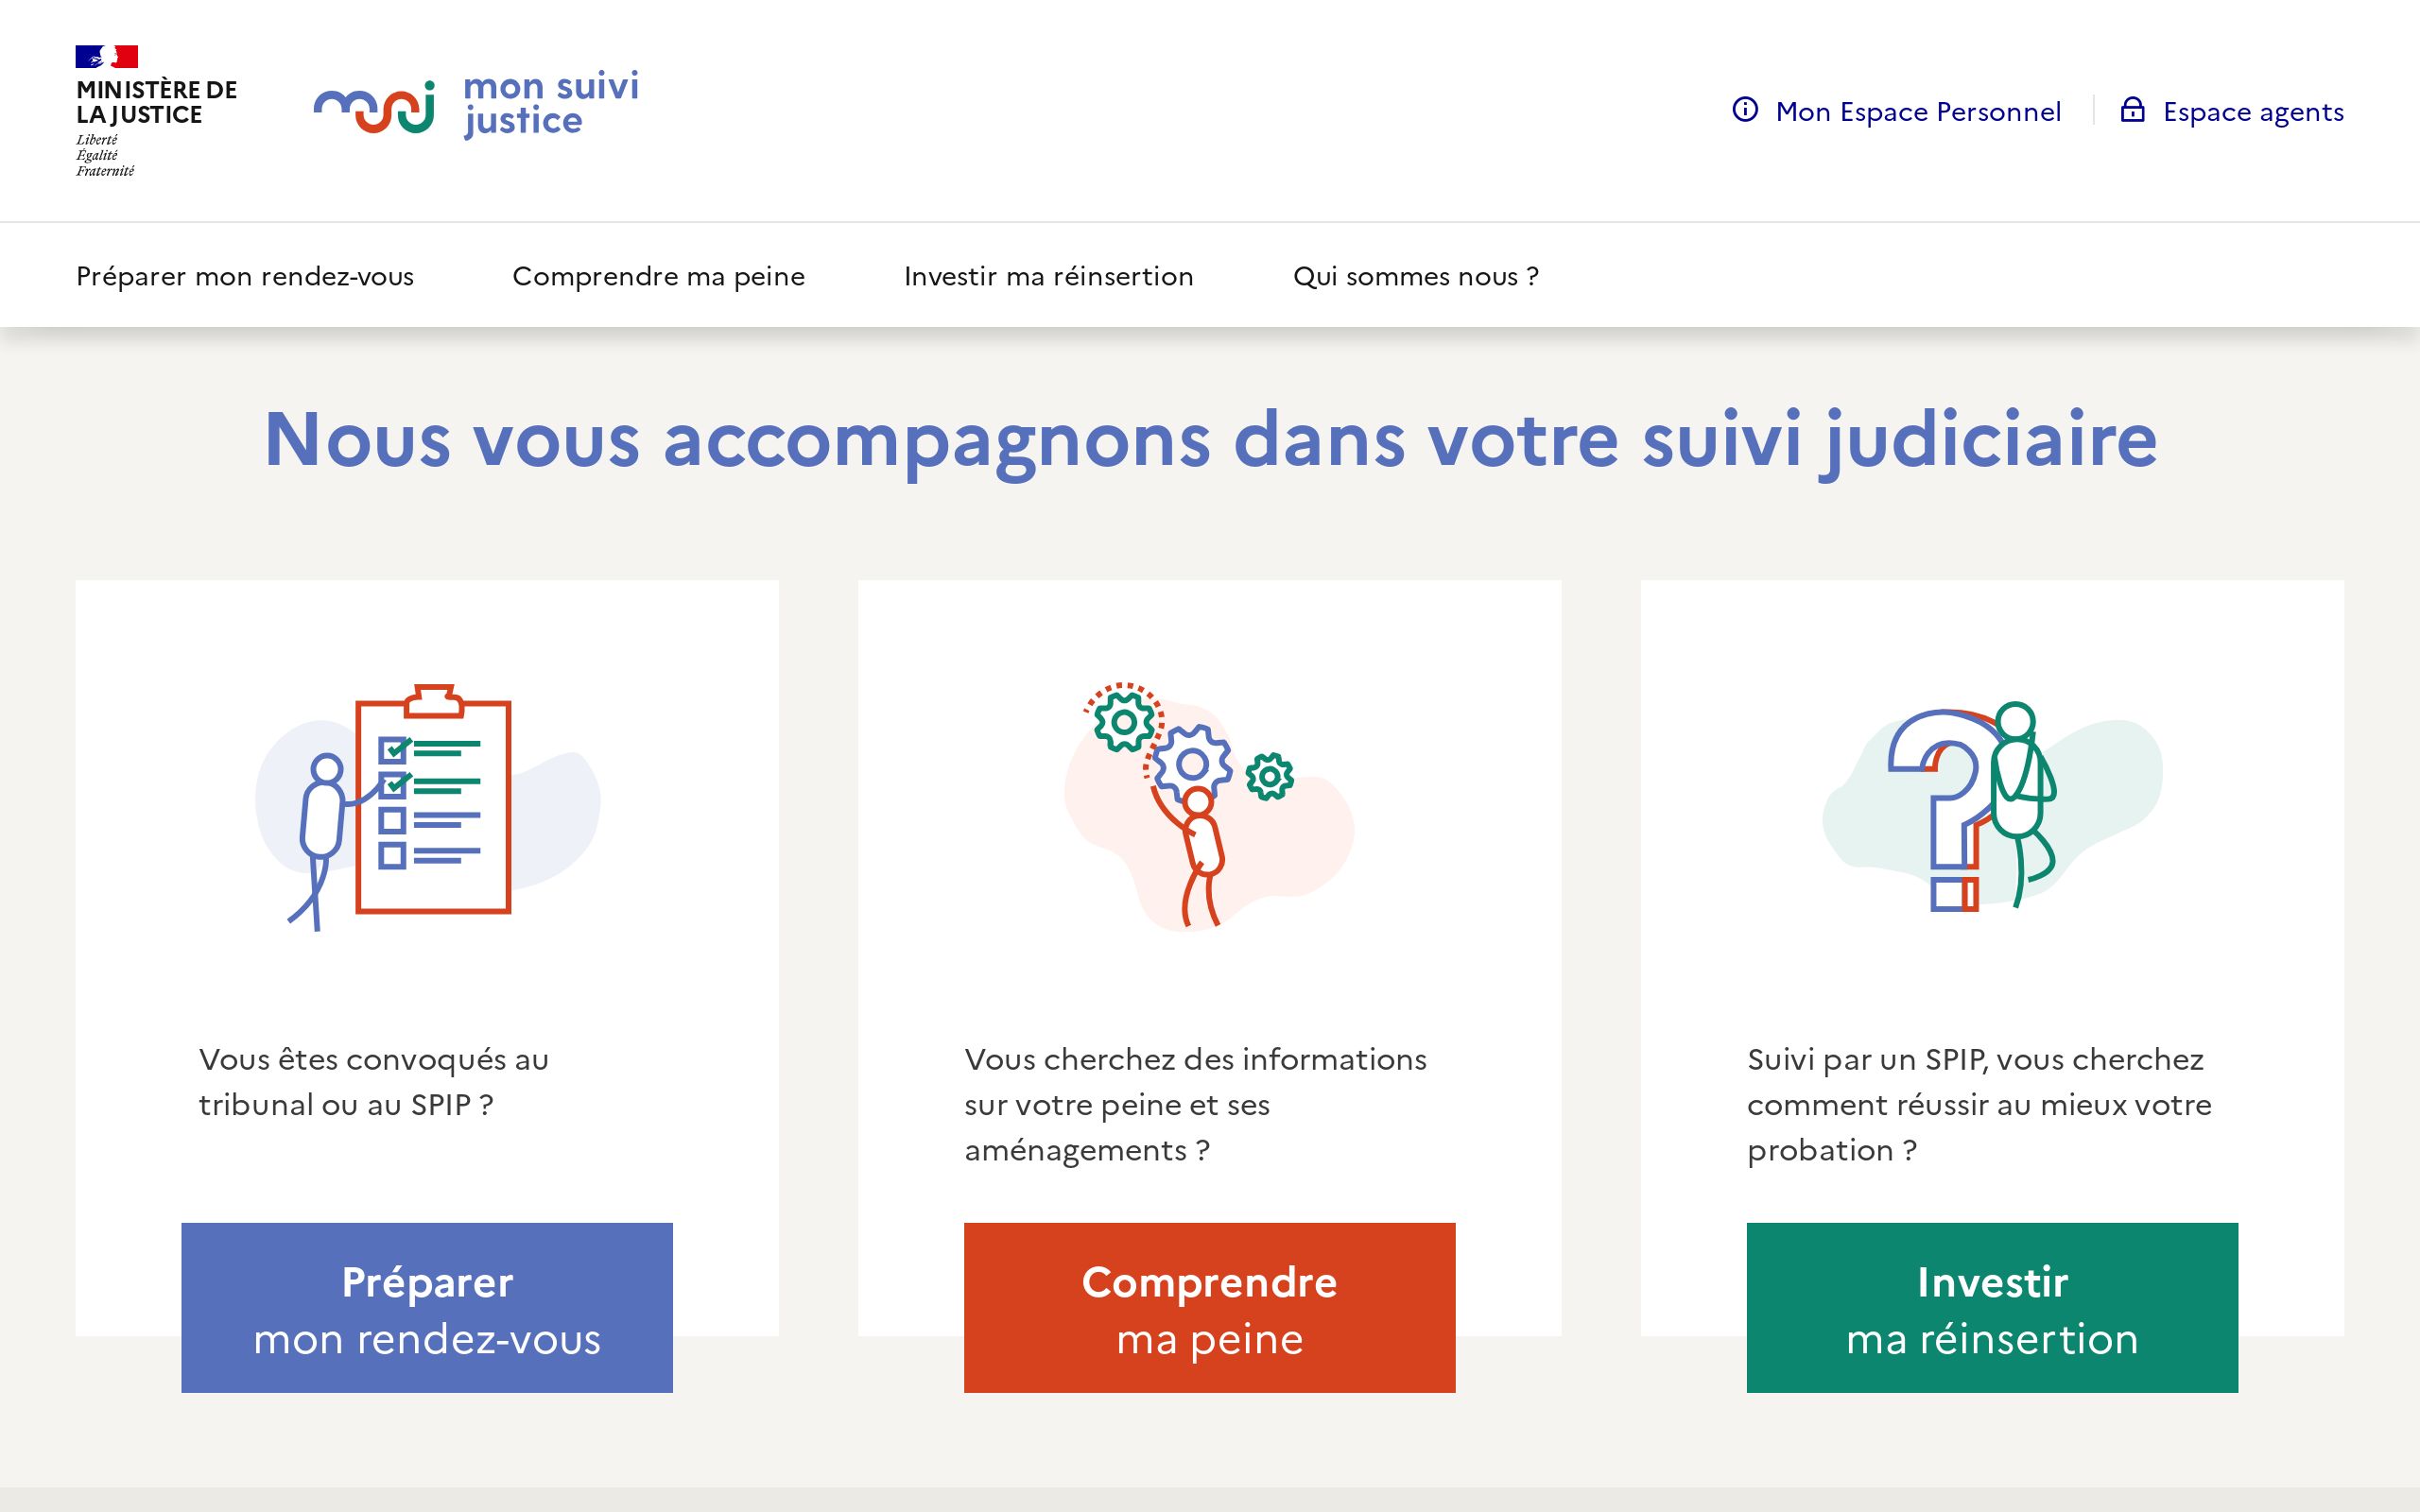 MINISTÈRE DE
LA JUSTICE
Liberté
Égalité
Fraternité
mon suivi
justice
Mon Espace Personnel
Espace agents
Préparer mon rendez-vous
Comprendre ma peine
Investir ma réinsertion
Qui sommes nous ?
Nous vous accompagnons dans votre suivi judiciaire
Vous êtes convoqués au
tribunal ou au SPIP ?
Préparer
mon rendez-vous
Vous cherchez des informations
sur votre peine et ses
aménagements ?
Comprendre
ma peine
Suivi par un SPIP, vous cherchez
comment réussir au mieux votre
probation ?
Investir
ma réinsertion